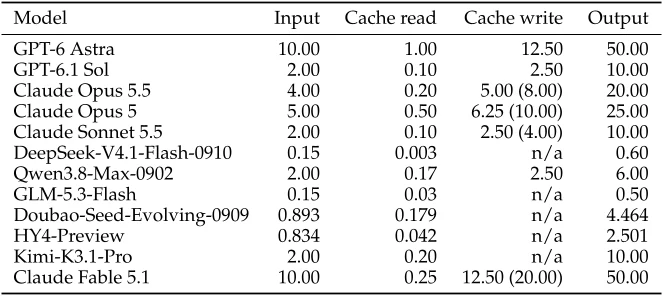 Model Input Cache read Cache write Output
GPT-6 Astra 10.00 1.00 12.50 50.00
GPT-6.1 Sol 2.00 0.10 2.50 10.00
Claude Opus 5.5 4.00 0.20 5.00 (8.00) 20.00
Claude Opus 5 5.00 0.50 6.25 (10.00) 25.00
Claude Sonnet 5.5 2.00 0.10 2.50 (4.00) 10.00
DeepSeek-V4.1-Flash-0910 0.15 0.003 n/a 0.60
Qwen3.8-Max-0902 2.00 0.17 2.50 6.00
GLM-5.3-Flash 0.15 0.03 n/a 0.50
Doubao-Seed-Evolving-0909 0.893 0.179 n/a 4.464
HY4-Preview 0.834 0.042 n/a 2.501
Kimi-K3.1-Pro 2.00 0.20 n/a 10.00
Claude Fable 5.1 10.00 0.25 12.50 (20.00) 50.00